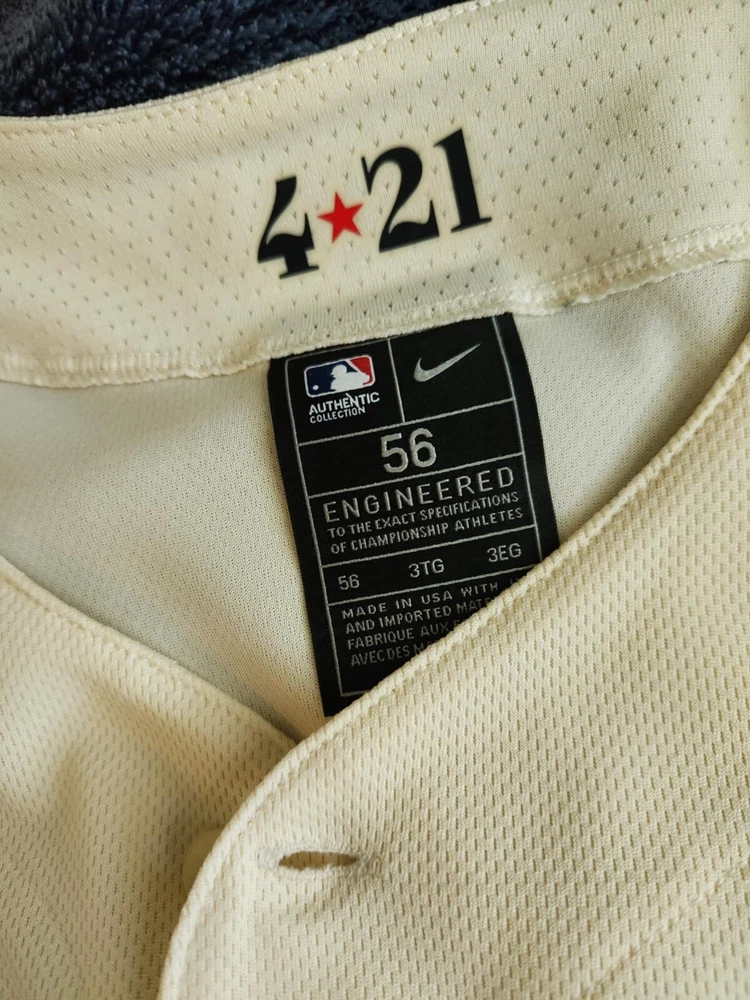 4★21
AUTHENTIC
COLLECTION
56
ENGINEERED
TO THE EXACT SPECIFICATIONS
OF CHAMPIONSHIP ATHLETES
56 3TG 3EG
MADE IN USA WITH
AND IMPORTED
FABRIQUE AUX
AVEC DES